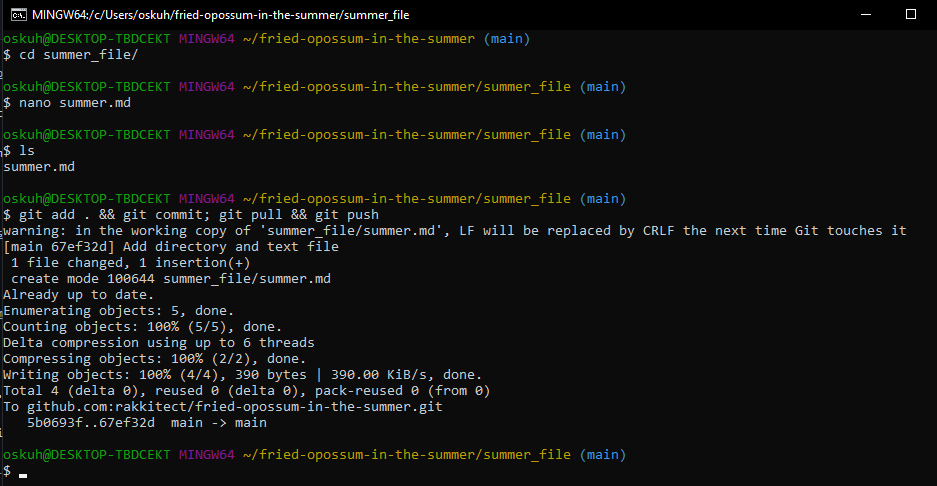 MINGW64:/c/Users/oskuh/fried-opossum-in-the-summer/summer_file
oskuh@DESKTOP-TBDCEKT MINGW64 ~/fried-opossum-in-the-summer (main)
$ cd summer_file/
oskuh@DESKTOP-TBDCEKT MINGW64 ~/fried-opossum-in-the-summer/summer_file (main)
$ nano summer.md
oskuh@DESKTOP-TBDCEKT MINGW64 ~/fried-opossum-in-the-summer/summer_file (main)
$ ls
summer.md
oskuh@DESKTOP-TBDCEKT MINGW64 ~/fried-opossum-in-the-summer/summer_file (main)
$ git add . && git commit; git pull && git push
warning: in the working copy of 'summer_file/summer.md', LF will be replaced by CRLF the next time Git touches it
[main 67ef32d] Add directory and text file
 1 file changed, 1 insertion(+)
 create mode 100644 summer_file/summer.md
Already up to date.
Enumerating objects: 5, done.
Counting objects: 100% (5/5), done.
Delta compression using up to 6 threads
Compressing objects: 100% (2/2), done.
Writing objects: 100% (4/4), 390 bytes | 390.00 KiB/s, done.
Total 4 (delta 0), reused 0 (delta 0), pack-reused 0 (from 0)
To github.com:rakkitect/fried-opossum-in-the-summer.git
   5b0693f..67ef32d  main -> main
oskuh@DESKTOP-TBDCEKT MINGW64 ~/fried-opossum-in-the-summer/summer_file (main)
$